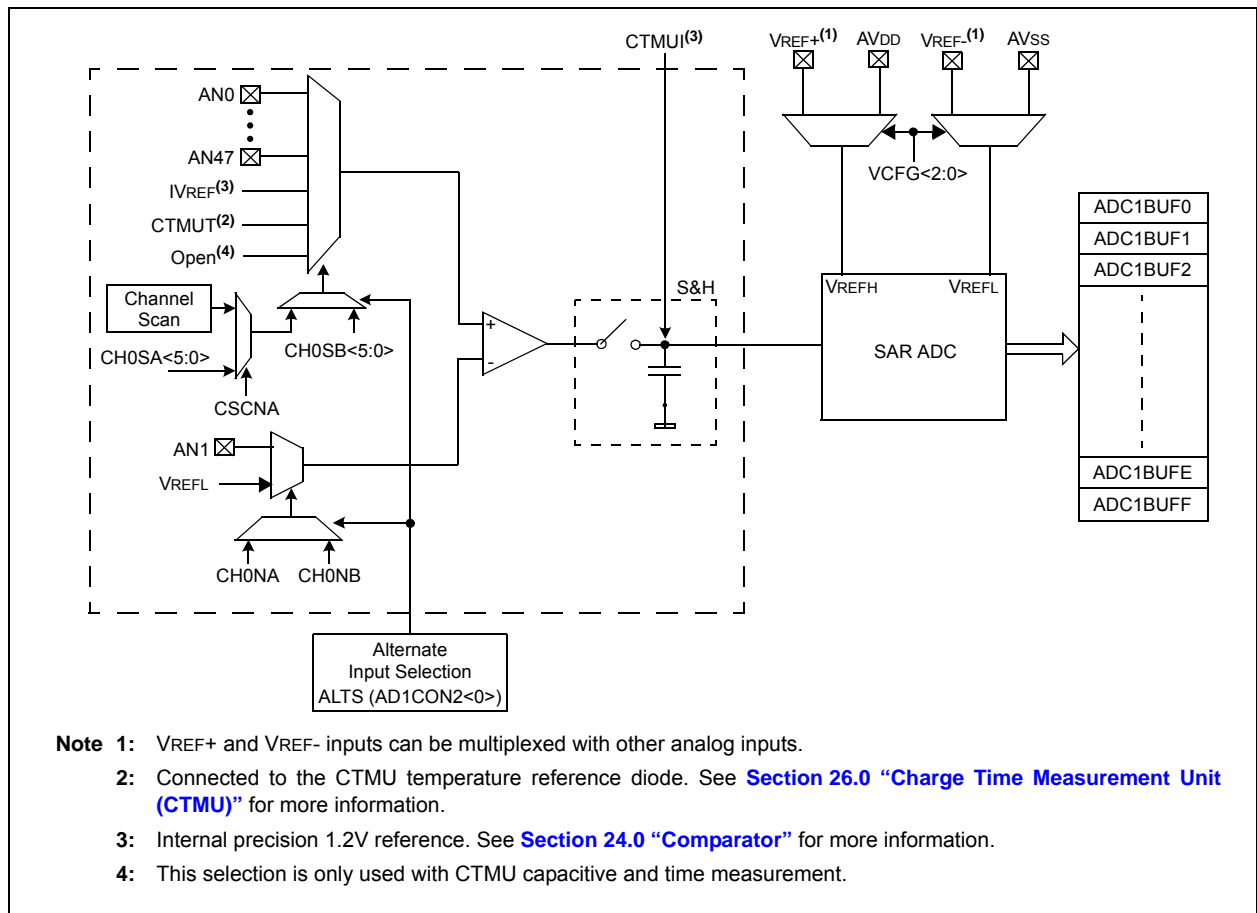 CTMUI(3)
VREF+(1) AVDD VREF-(1) AVSS
AN0
AN47
IVREF(3)
CTMUT(2)
Open(4)
VCFG<2:0>
ADC1BUF0
ADC1BUF1
ADC1BUF2
Channel
Scan
S&H
VREFH VREFL
CH0SA<5:0>
CH0SB<5:0>
+
-
SAR ADC
CSCNA
AN1
VREFL
ADC1BUFE
ADC1BUFF
CH0NA CH0NB
Alternate
Input Selection
ALTS (AD1CON2<0>)
Note 1: VREF+ and VREF- inputs can be multiplexed with other analog inputs.
2: Connected to the CTMU temperature reference diode. See Section 26.0 “Charge Time Measurement Unit
(CTMU)” for more information.
3: Internal precision 1.2V reference. See Section 24.0 “Comparator” for more information.
4: This selection is only used with CTMU capacitive and time measurement.